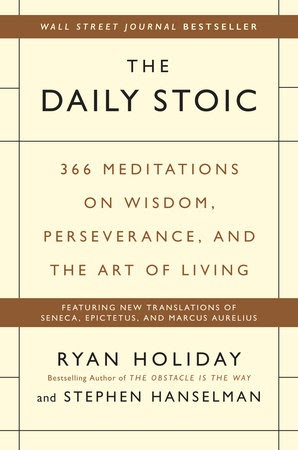 WALL STREET JOURNAL BESTSELLER
THE
DAILY STOIC
366 MEDITATIONS
ON WISDOM,
PERSEVERANCE, AND
THE ART OF LIVING
FEATURING NEW TRANSLATIONS OF
SENECA, EPICTETUS, AND MARCUS AURELIUS
RYAN HOLIDAY
Bestselling Author of THE OBSTACLE IS THE WAY
and STEPHEN HANSELMAN